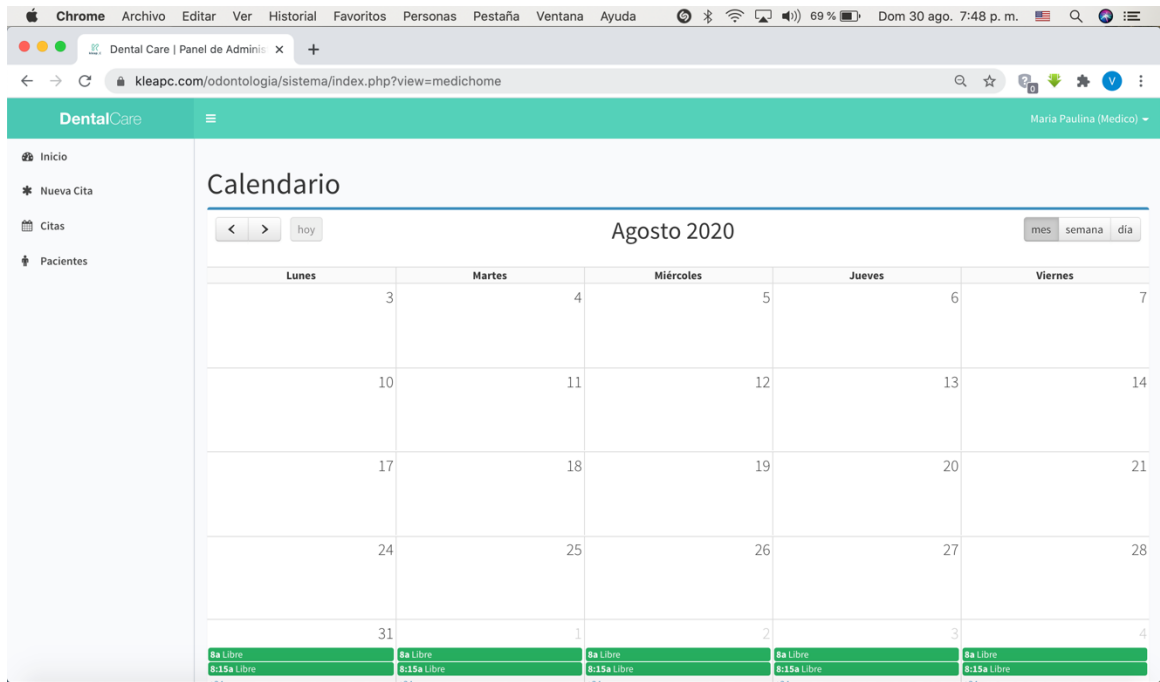 Chrome Archivo Editar Ver Historial Favoritos Personas Pestaña Ventana Ayuda 69 % Dom 30 ago. 7:48 p. m.
Dental Care | Panel de Adminis
kleapc.com/odontologia/sistema/index.php?view=medichome 0 V
DentalCare Maria Paulina (Medico)
Inicio
Nueva Cita
Citas
Pacientes
Calendario
hoy Agosto 2020 mes semana día
Lunes Martes Miércoles Jueves Viernes
3 4 5 6 7
10 11 12 13 14
17 18 19 20 21
24 25 26 27 28
31 1 2 3 4
8a Libre 8a Libre 8a Libre 8a Libre 8a Libre
8:15a Libre 8:15a Libre 8:15a Libre 8:15a Libre 8:15a Libre